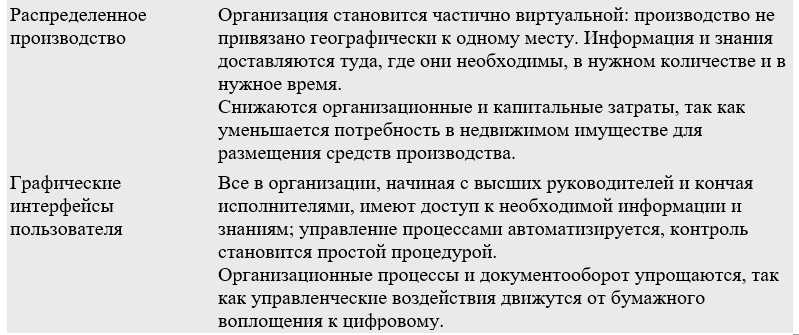 Распределенное
производство
Организация становится частично виртуальной: производство не
привязано географически к одному месту. Информация и знания
доставляются туда, где они необходимы, в нужном количестве и в
нужное время.
Снижаются организационные и капитальные затраты, так как
уменьшается потребность в недвижимом имуществе для
размещения средств производства.
Графические
интерфейсы
пользователя
Все в организации, начиная с высших руководителей и кончая
исполнителями, имеют доступ к необходимой информации и
знаниям; управление процессами автоматизируется, контроль
становится простой процедурой.
Организационные процессы и документооборот упрощаются, так
как управленческие воздействия движутся от бумажного
воплощения к цифровому.